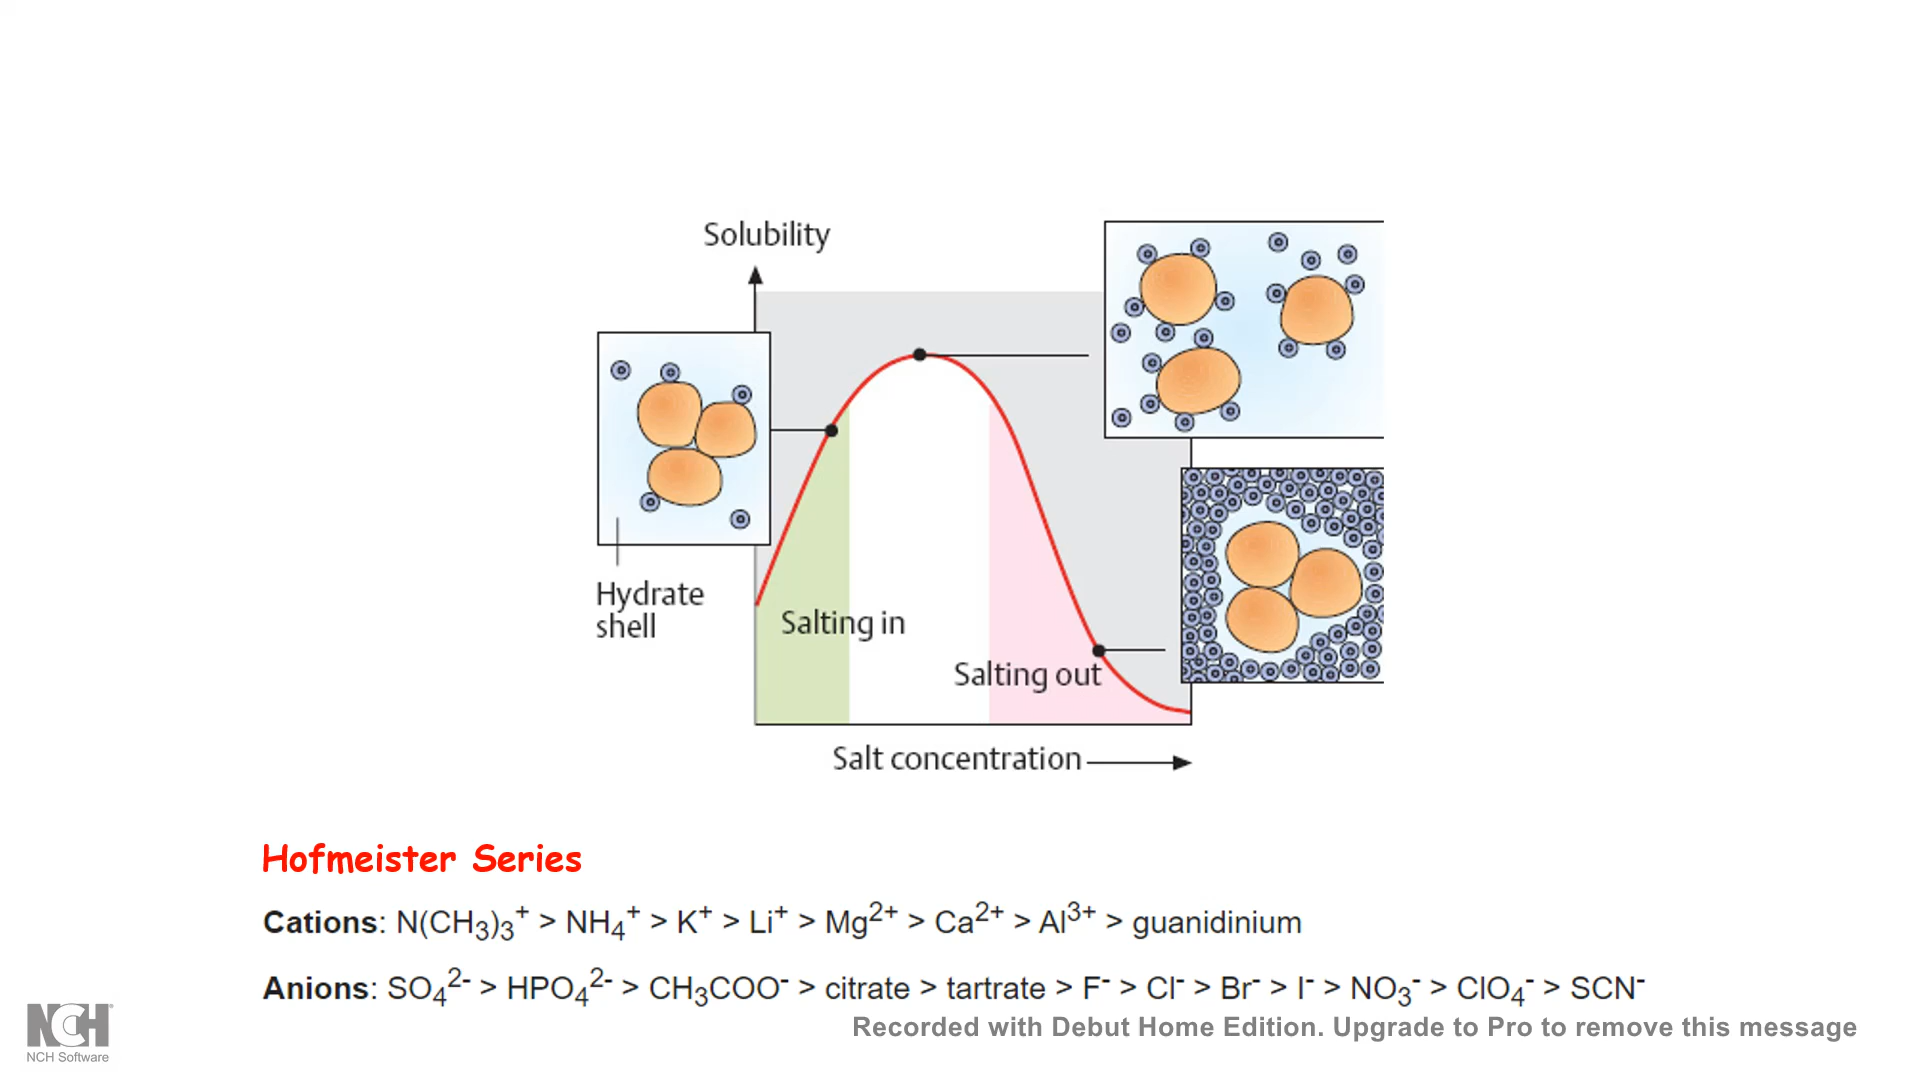 Solubility
Hydrate
shell
Salting in
Salting out
Salt concentration
Hofmeister Series
Cations: N(CH₃)₃⁺ > NH₄⁺ > K⁺ > Li⁺ > Mg²⁺ > Ca²⁺ > Al³⁺ > guanidinium
Anions: SO₄²⁻ > HPO₄²⁻ > CH₃COO⁻ > citrate > tartrate > F⁻ > Cl⁻ > Br⁻ > I⁻ > NO₃⁻ > ClO₄⁻ > SCN⁻
NCH
NCH Software
Recorded with Debut Home Edition. Upgrade to Pro to remove this message